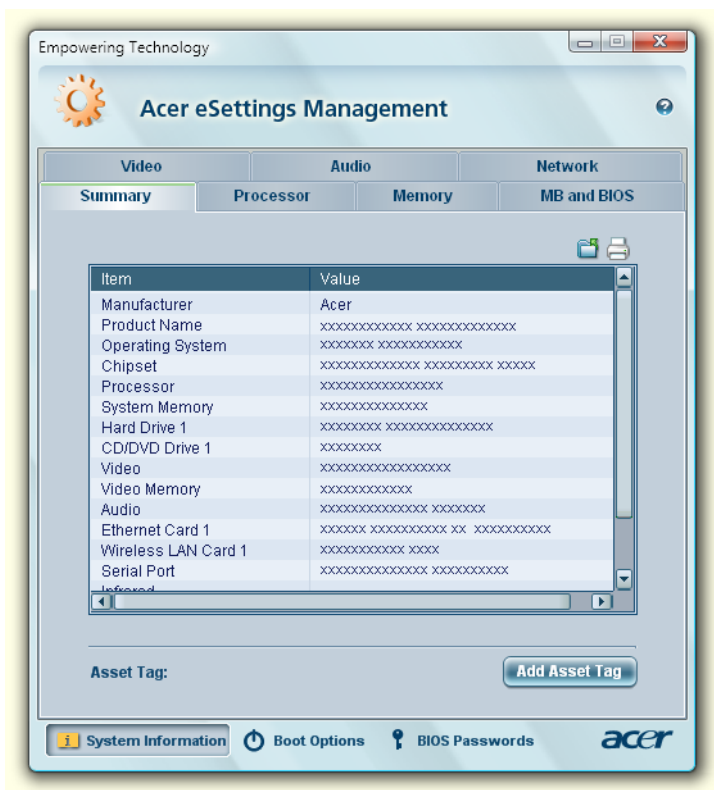 Empowering Technology
Acer eSettings Management
Video Audio Network
Summary Processor Memory MB and BIOS
Item Value
Manufacturer Acer
Product Name xxxxxxxxxxxx xxxxxxxxxxxxx
Operating System xxxxxxx xxxxxxxxxxx
Chipset xxxxxxxxxxxxx xxxxxxxxx xxxxx
Processor xxxxxxxxxxxxxxxx
System Memory xxxxxxxxxxxxxx
Hard Drive 1 xxxxxxxx xxxxxxxxxxxxxx
CD/DVD Drive 1 xxxxxxxx
Video xxxxxxxxxxxxxxxxx
Video Memory xxxxxxxxxxxx
Audio xxxxxxxxxxxxxx xxxxxxx
Ethernet Card 1 xxxxxx xxxxxxxxxx xx xxxxxxxxxx
Wireless LAN Card 1 xxxxxxxxxxx xxxx
Serial Port xxxxxxxxxxxxxx xxxxxxxxxx
Infrared
Asset Tag: Add Asset Tag
System Information Boot Options BIOS Passwords acer